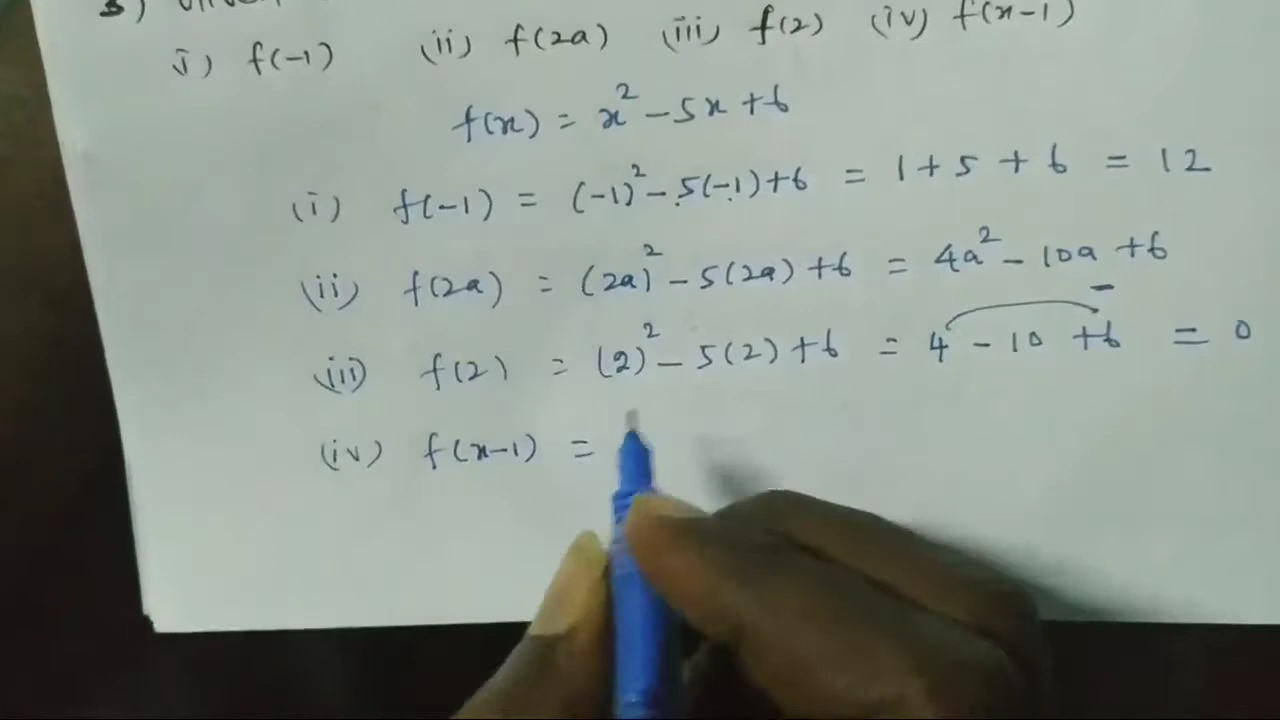 3)
i) f(-1) (ii) f(2a) (iii) f(2) (iv) f(x-1)
f(x) = x² - 5x + 6
(i) f(-1) = (-1)² - 5(-1) + 6 = 1 + 5 + 6 = 12
(ii) f(2a) = (2a)² - 5(2a) + 6 = 4a² - 10a + 6
(iii) f(2) = (2)² - 5(2) + 6 = 4 - 10 + 6 = 0
(iv) f(x-1) =